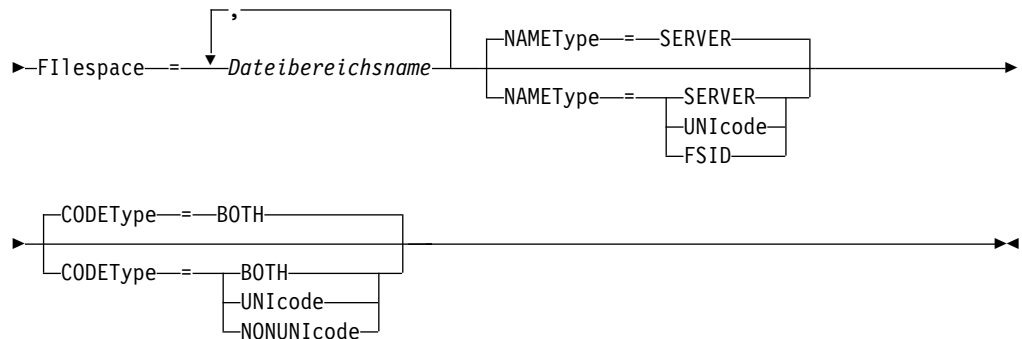 ,
NAMEType = SERVER
FIlespace = Dateibereichsname
NAMEType = SERVER
UNIcode
FSID
CODEType = BOTH
CODEType = BOTH
UNIcode
NONUNIcode